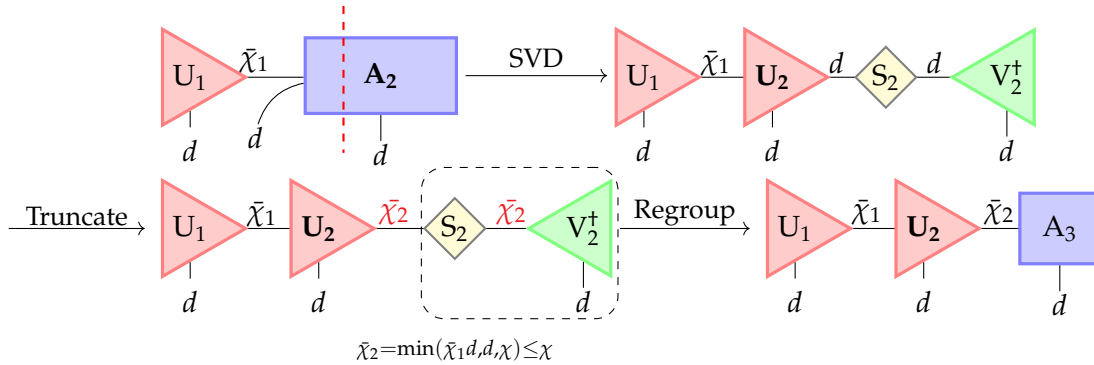 U₁ χ̄₁ A₂ d d d SVD U₁ χ̄₁ U₂ d S₂ d V₂† d d d
Truncate U₁ χ̄₁ U₂ χ̄₂ S₂ χ̄₂ V₂† d d d Regroup U₁ χ̄₁ U₂ χ̄₂ A₃ d d d
χ̄₂=min(χ̄₁d,d,χ)≤χ